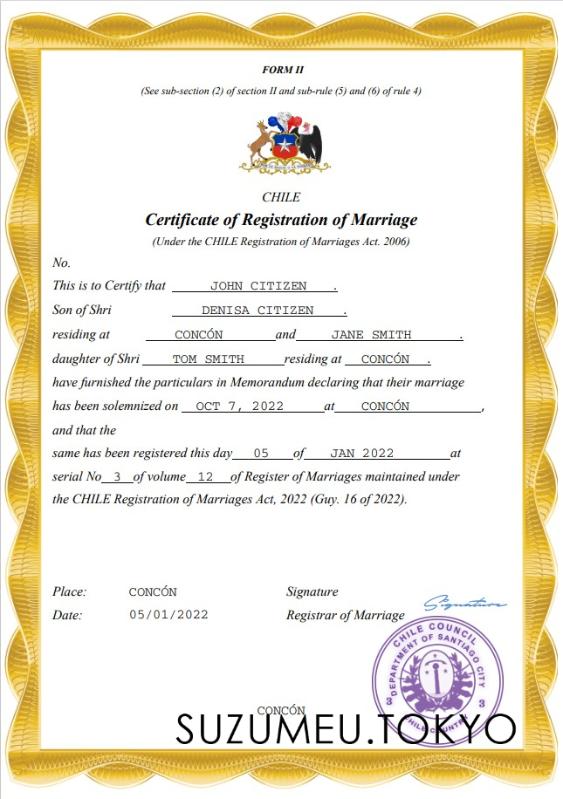 FORM II
(See sub-section (2) of section II and sub-rule (5) and (6) of rule 4)
CHILE
Certificate of Registration of Marriage
(Under the CHILE Registration of Marriages Act. 2006)
No.
This is to Certify that JOHN CITIZEN .
Son of Shri DENISA CITIZEN .
residing at CONCÓN and JANE SMITH .
daughter of Shri TOM SMITH residing at CONCÓN .
have furnished the particulars in Memorandum declaring that their marriage
has been solemnized on OCT 7, 2022 at CONCÓN ,
and that the
same has been registered this day 05 of JAN 2022 at
serial No 3 of volume 12 of Register of Marriages maintained under
the CHILE Registration of Marriages Act, 2022 (Guy. 16 of 2022).
Place: CONCÓN Signature
Signature
Date: 05/01/2022 Registrar of Marriage
CHILE COUNCIL
DEPARTMENT OF SANTIAGO CITY
3 3
CHILE COUNTRY
CONCÓN
SUZUMEU.TOKYO